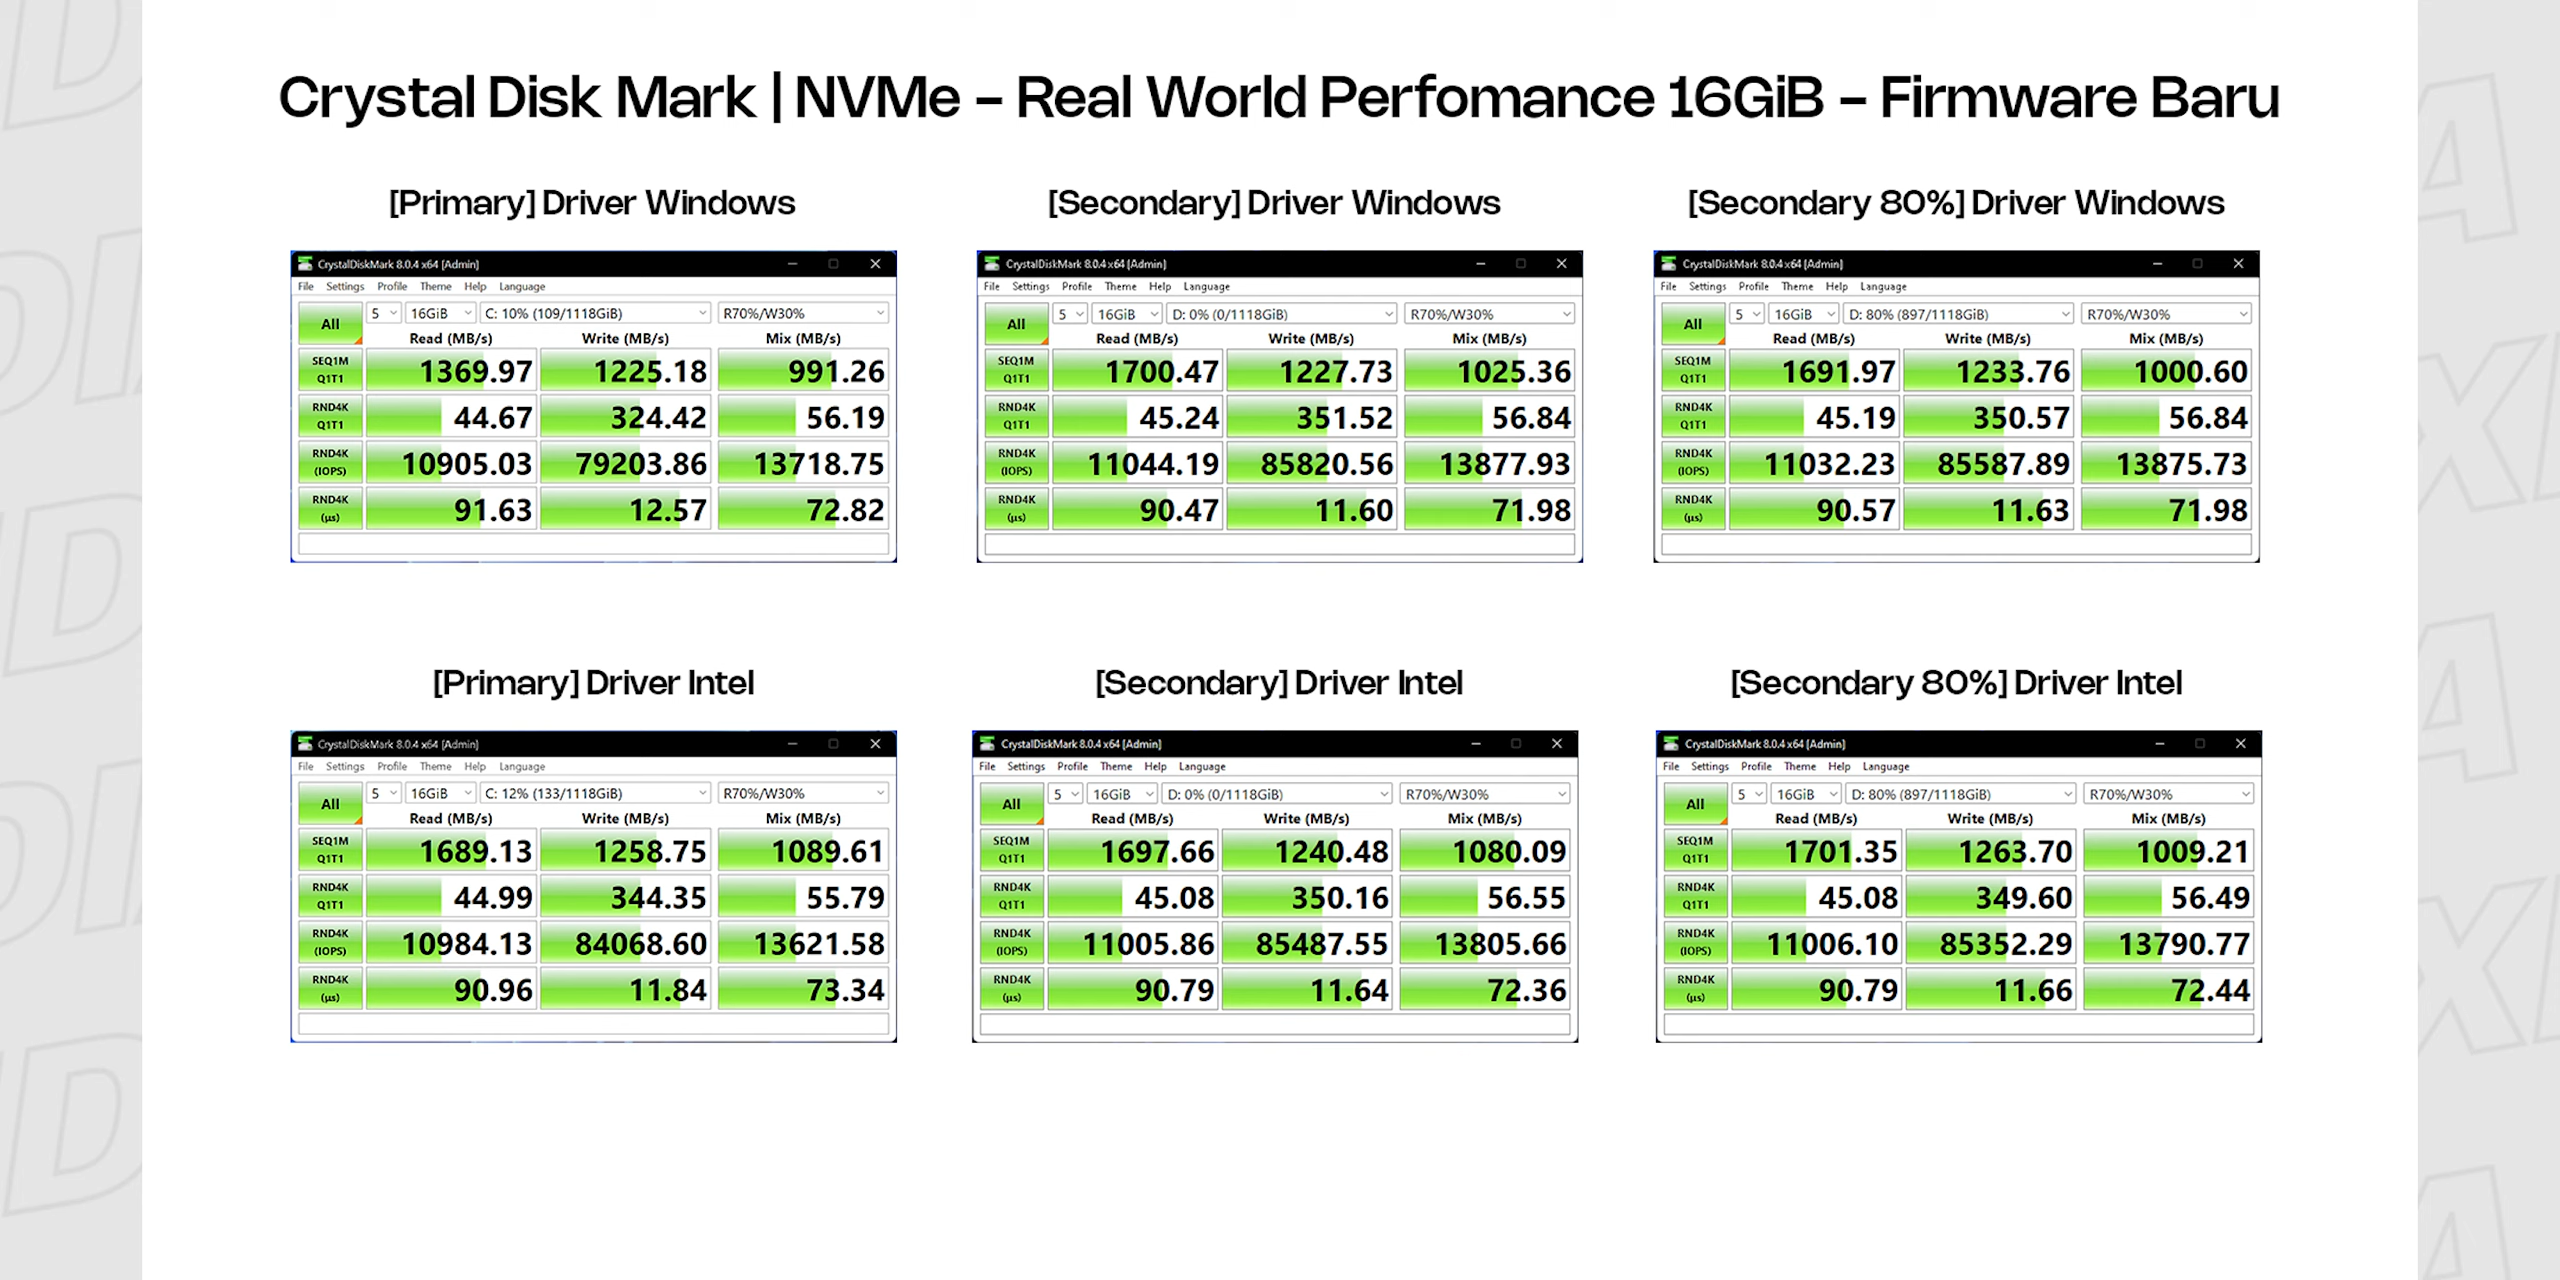 Crystal Disk Mark | NVMe – Real World Perfomance 16GiB – Firmware Baru
[Primary] Driver Windows
CrystalDiskMark 8.0.4 x64 [Admin]
File Settings Profile Theme Help Language
All 5 16GiB C: 10% (109/1118GiB) R70%/W30%
Read (MB/s) Write (MB/s) Mix (MB/s)
SEQ1M Q1T1 1369.97 1225.18 991.26
RND4K Q1T1 44.67 324.42 56.19
RND4K (IOPS) 10905.03 79203.86 13718.75
RND4K (µs) 91.63 12.57 72.82
[Secondary] Driver Windows
CrystalDiskMark 8.0.4 x64 [Admin]
File Settings Profile Theme Help Language
All 5 16GiB D: 0% (0/1118GiB) R70%/W30%
Read (MB/s) Write (MB/s) Mix (MB/s)
SEQ1M Q1T1 1700.47 1227.73 1025.36
RND4K Q1T1 45.24 351.52 56.84
RND4K (IOPS) 11044.19 85820.56 13877.93
RND4K (µs) 90.47 11.60 71.98
[Secondary 80%] Driver Windows
CrystalDiskMark 8.0.4 x64 [Admin]
File Settings Profile Theme Help Language
All 5 16GiB D: 80% (897/1118GiB) R70%/W30%
Read (MB/s) Write (MB/s) Mix (MB/s)
SEQ1M Q1T1 1691.97 1233.76 1000.60
RND4K Q1T1 45.19 350.57 56.84
RND4K (IOPS) 11032.23 85587.89 13875.73
RND4K (µs) 90.57 11.63 71.98
[Primary] Driver Intel
CrystalDiskMark 8.0.4 x64 [Admin]
File Settings Profile Theme Help Language
All 5 16GiB C: 12% (133/1118GiB) R70%/W30%
Read (MB/s) Write (MB/s) Mix (MB/s)
SEQ1M Q1T1 1689.13 1258.75 1089.61
RND4K Q1T1 44.99 344.35 55.79
RND4K (IOPS) 10984.13 84068.60 13621.58
RND4K (µs) 90.96 11.84 73.34
[Secondary] Driver Intel
CrystalDiskMark 8.0.4 x64 [Admin]
File Settings Profile Theme Help Language
All 5 16GiB D: 0% (0/1118GiB) R70%/W30%
Read (MB/s) Write (MB/s) Mix (MB/s)
SEQ1M Q1T1 1697.66 1240.48 1080.09
RND4K Q1T1 45.08 350.16 56.55
RND4K (IOPS) 11005.86 85487.55 13805.66
RND4K (µs) 90.79 11.64 72.36
[Secondary 80%] Driver Intel
CrystalDiskMark 8.0.4 x64 [Admin]
File Settings Profile Theme Help Language
All 5 16GiB D: 80% (897/1118GiB) R70%/W30%
Read (MB/s) Write (MB/s) Mix (MB/s)
SEQ1M Q1T1 1701.35 1263.70 1009.21
RND4K Q1T1 45.08 349.60 56.49
RND4K (IOPS) 11006.10 85352.29 13790.77
RND4K (µs) 90.79 11.66 72.44